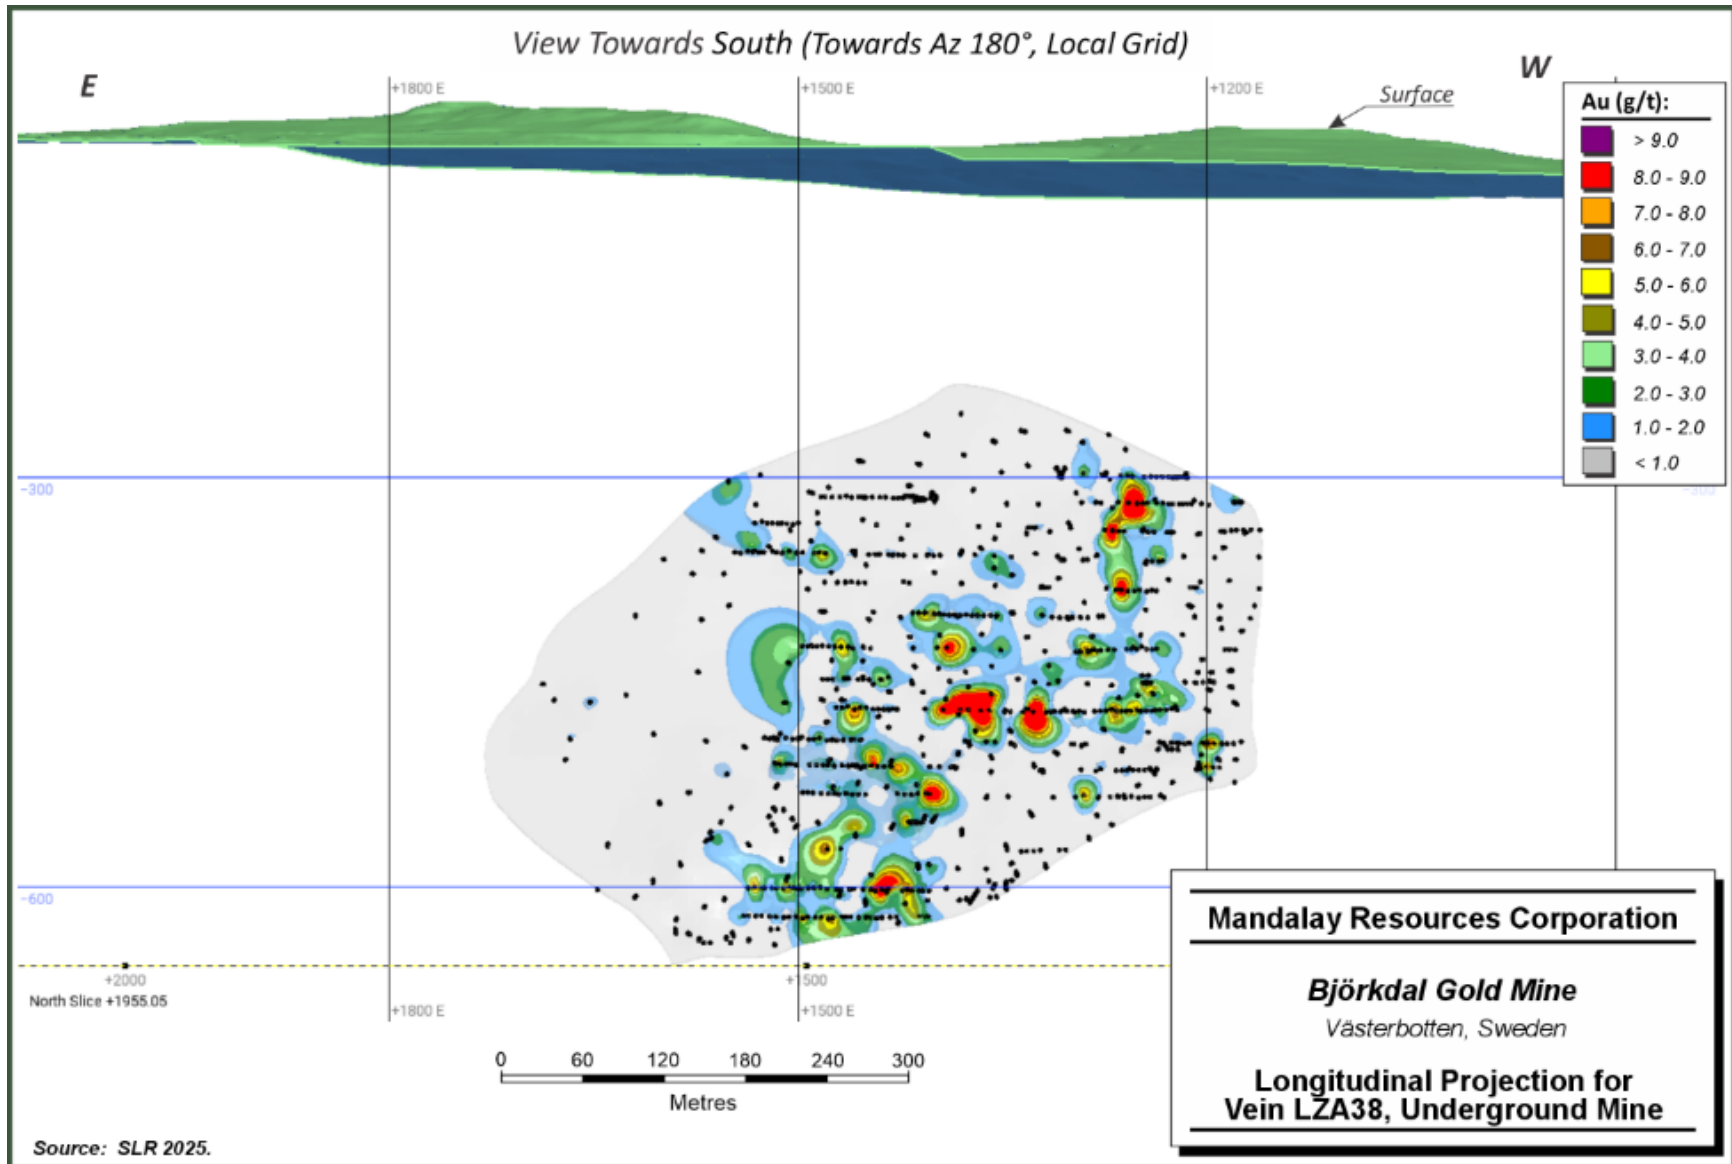 View Towards South (Towards Az 180°, Local Grid)
E
+1800 E
+1500 E
+1200 E
W
Surface
Au (g/t):
> 9.0
8.0 - 9.0
7.0 - 8.0
6.0 - 7.0
5.0 - 6.0
4.0 - 5.0
3.0 - 4.0
2.0 - 3.0
1.0 - 2.0
< 1.0
-300
-300
-600
+2000
+1500
North Slice +1955.05
+1800 E
+1500 E
0 60 120 180 240 300
Metres
Mandalay Resources Corporation
Björkdal Gold Mine
Västerbotten, Sweden
Longitudinal Projection for
Vein LZA38, Underground Mine
Source: SLR 2025.